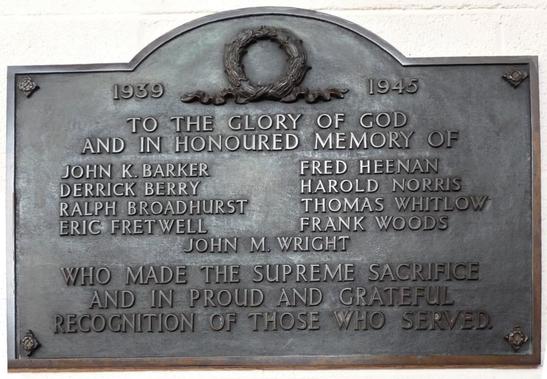 1939 1945
TO THE GLORY OF GOD
AND IN HONOURED MEMORY OF
JOHN K. BARKER
DERRICK BERRY
RALPH BROADHURST
ERIC FRETWELL
FRED HEENAN
HAROLD NORRIS
THOMAS WHITLOW
FRANK WOODS
JOHN M. WRIGHT
WHO MADE THE SUPREME SACRIFICE
AND IN PROUD AND GRATEFUL
RECOGNITION OF THOSE WHO SERVED.